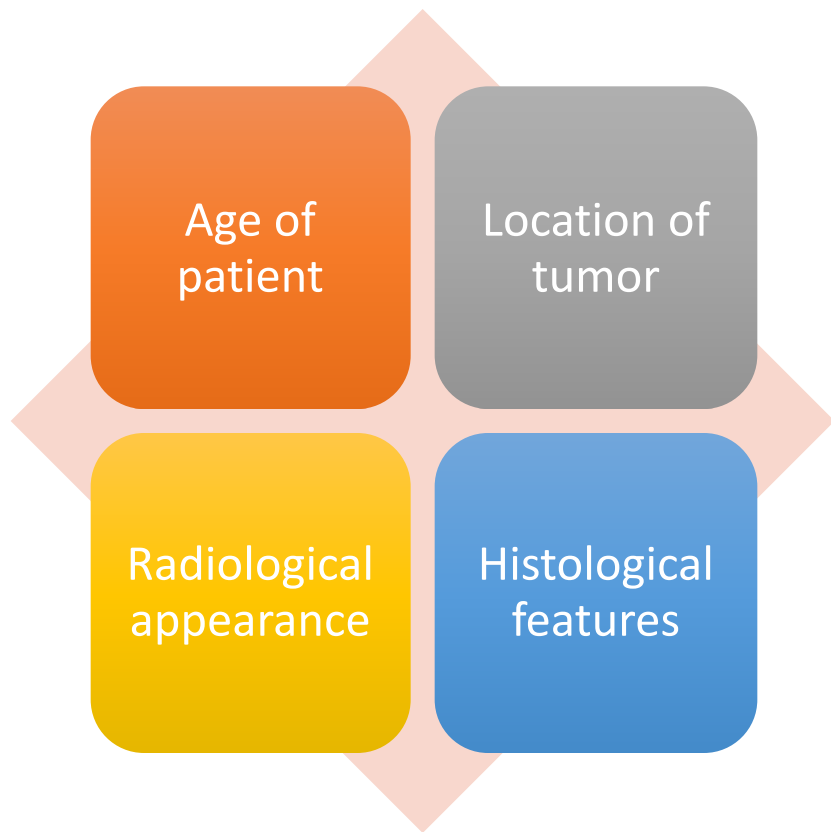 Age of
patient
Location of
tumor
Radiological
appearance
Histological
features